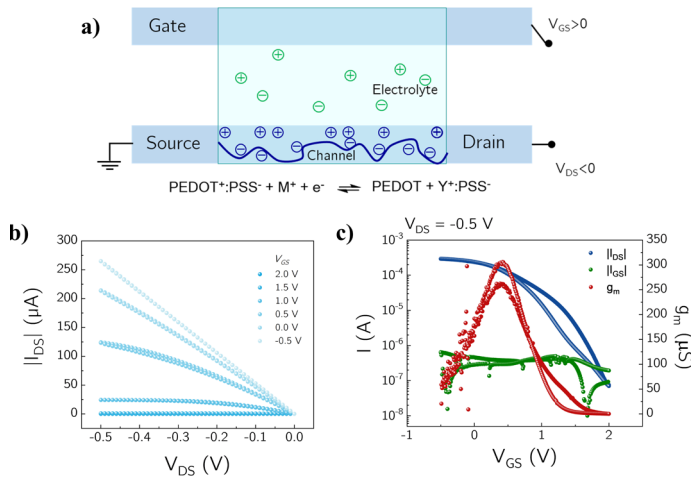 a)
Gate
V_GS>0
Electrolyte
Source
Channel
Drain
V_DS<0
PEDOT⁺:PSS⁻ + M⁺ + e⁻ ⇌ PEDOT + Y⁺:PSS⁻
b)
300
250
200
150
100
50
0
|I_DS| (µA)
V_GS
2.0 V
1.5 V
1.0 V
0.5 V
0.0 V
-0.5 V
-0.5 -0.4 -0.3 -0.2 -0.1 0.0
V_DS (V)
c)
V_DS = -0.5 V
10⁻³
10⁻⁴
10⁻⁵
10⁻⁶
10⁻⁷
10⁻⁸
I (A)
||_DS|
||_GS|
g_m
350
300
250
200
150
100
50
0
g_m (µS)
-1 0 1 2
V_GS (V)